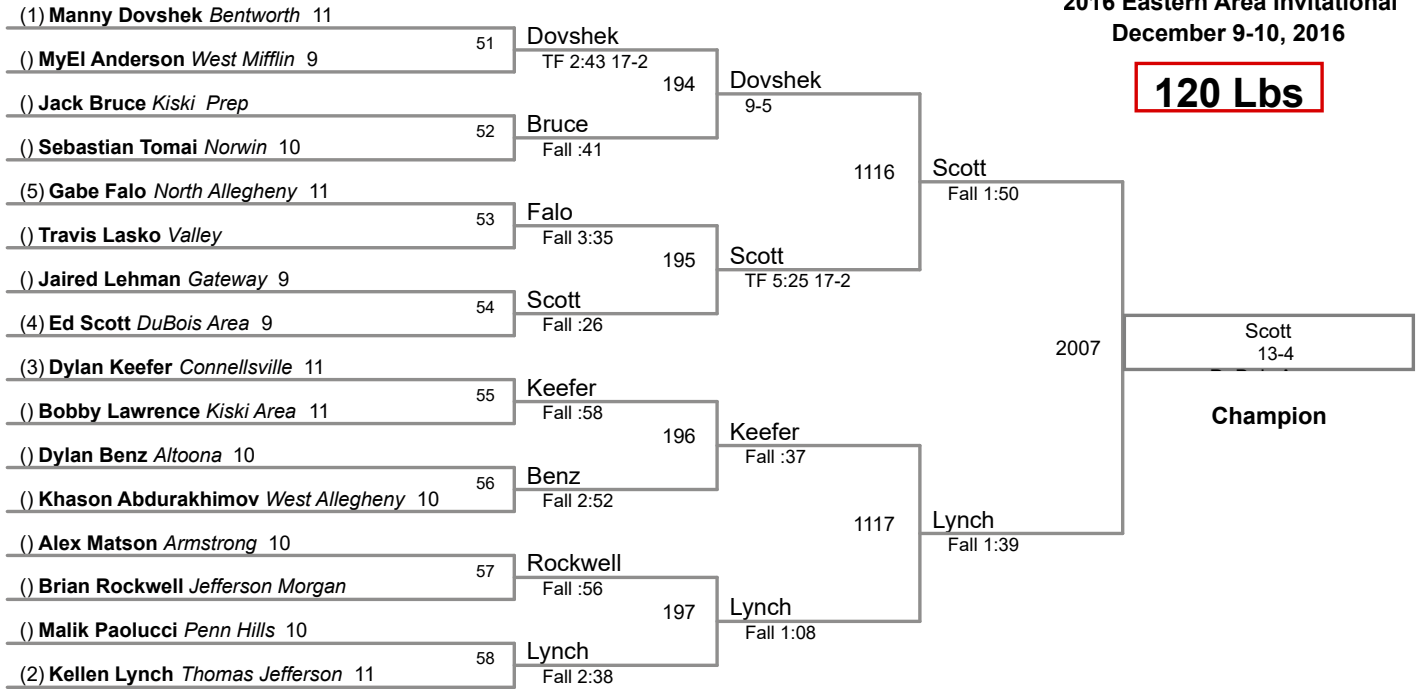 2016 Eastern Area Invitational
December 9-10, 2016
120 Lbs
(1) Manny Dovshek Bentworth 11
() MyEl Anderson West Mifflin 9
() Jack Bruce Kiski Prep
() Sebastian Tomai Norwin 10
(5) Gabe Falo North Allegheny 11
() Travis Lasko Valley
() Jaired Lehman Gateway 9
(4) Ed Scott DuBois Area 9
(3) Dylan Keefer Connellsville 11
() Bobby Lawrence Kiski Area 11
() Dylan Benz Altoona 10
() Khason Abdurakhimov West Allegheny 10
() Alex Matson Armstrong 10
() Brian Rockwell Jefferson Morgan
() Malik Paolucci Penn Hills 10
(2) Kellen Lynch Thomas Jefferson 11
51
Dovshek
TF 2:43 17-2
52
Bruce
Fall :41
53
Falo
Fall 3:35
54
Scott
Fall :26
55
Keefer
Fall :58
56
Benz
Fall 2:52
57
Rockwell
Fall :56
58
Lynch
Fall 2:38
194
Dovshek
9-5
195
Scott
TF 5:25 17-2
196
Keefer
Fall :37
197
Lynch
Fall 1:08
1116
Scott
Fall 1:50
1117
Lynch
Fall 1:39
2007
Scott
13-4
Champion